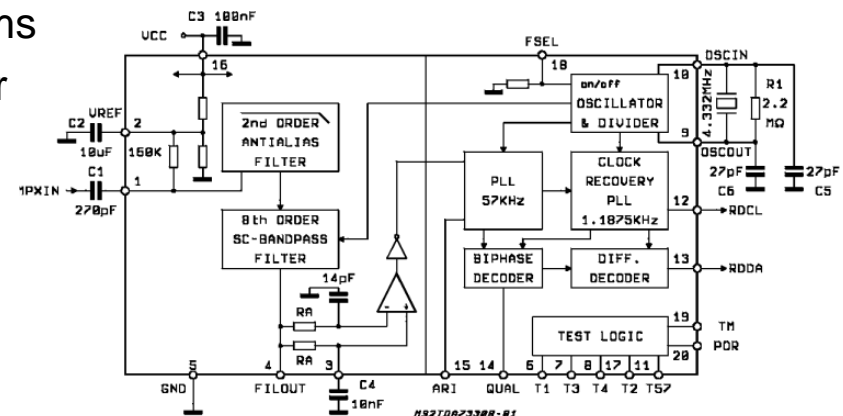 ns
r
C3 100nF
VCC
16
FSEL
18
OSCIN
10
on/off
OSCILLATOR
& DIVIDER
4.332MHz
R1
2.2
MΩ
9
OSCOUT
VREF
C2
2
10uF
150K
2nd ORDER
ANTIALIAS
FILTER
MPXIN
C1
1
270pF
PLL
57KHz
CLOCK
RECOVERY
PLL
1.1875KHz
27pF
C6
27pF
C5
12
RDCL
8th ORDER
SC-BANDPASS
FILTER
14pF
BIPHASE
DECODER
DIFF.
DECODER
13
RDDA
RA
RA
- +
TEST LOGIC
19
TM
20
POR
5
4
3
15
14
6
7
8
17
11
GND
FILOUT
C4
10nF
ARI
QUAL
T1
T3
T4
T2
T57
M92TDA7330B-01